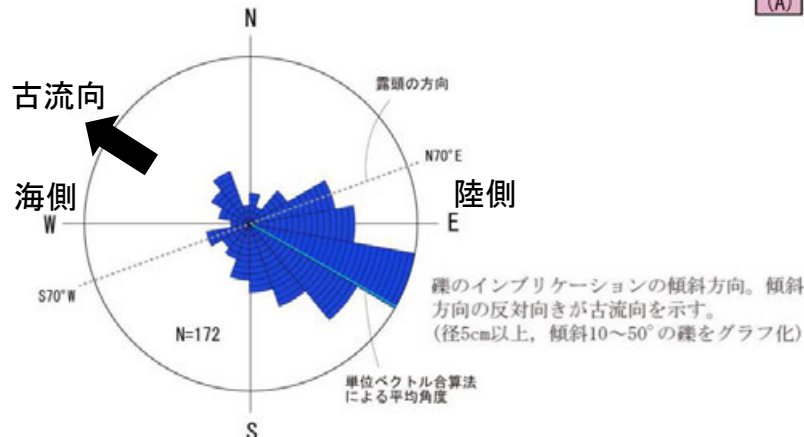 (A)
N
古流向
露頭の方向
N70°E
海側
陸側
W
E
S70°W
礫のインブリケーションの傾斜方向。傾斜
方向の反対向きが古流向を示す。
(径5cm以上，傾斜10～50°の礫をグラフ化)
N=172
単位ベクトル合算法
による平均角度
S